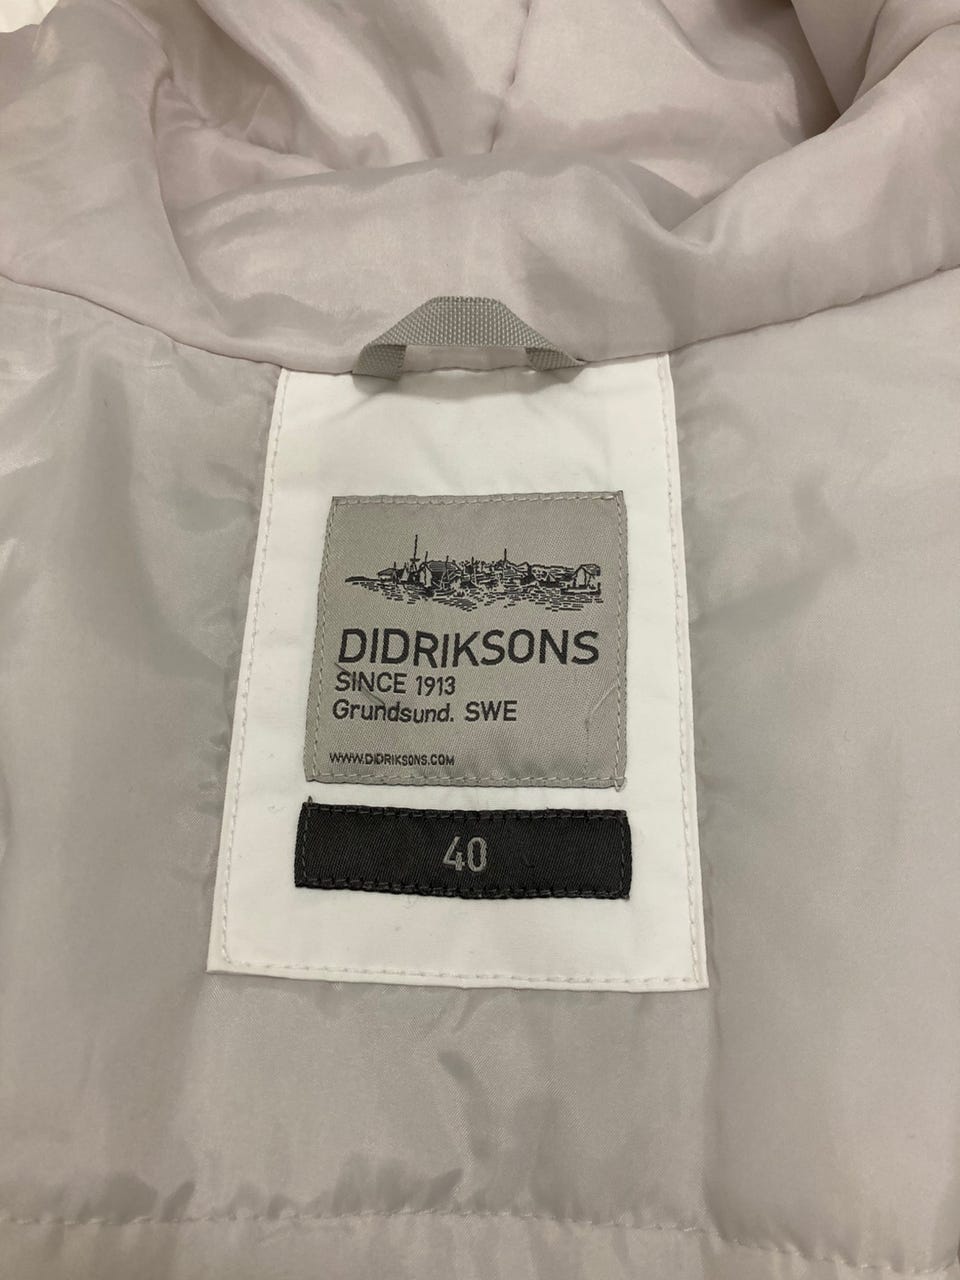 DIDRIKSONS
SINCE 1913
Grundsund. SWE
WWW.DIDRIKSONS.COM
40